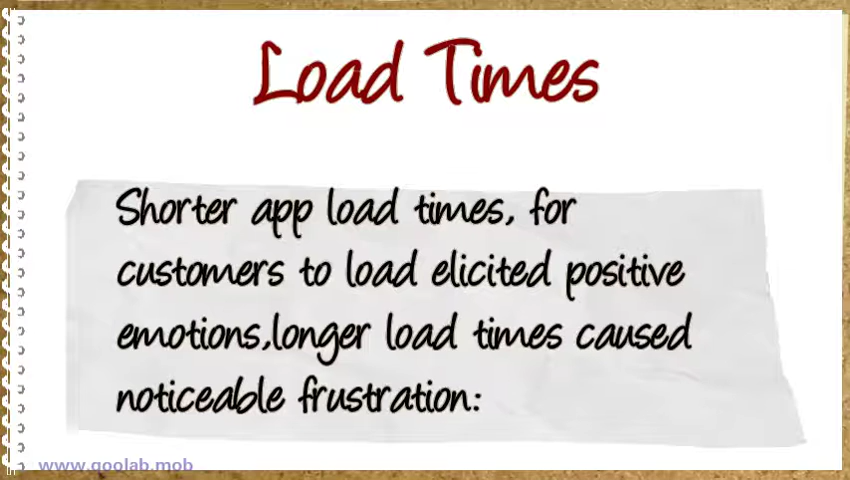 Load Times
Shorter app load times, for
customers to load elicited positive
emotions,longer load times caused
noticeable frustration:
www.qoolab.mob